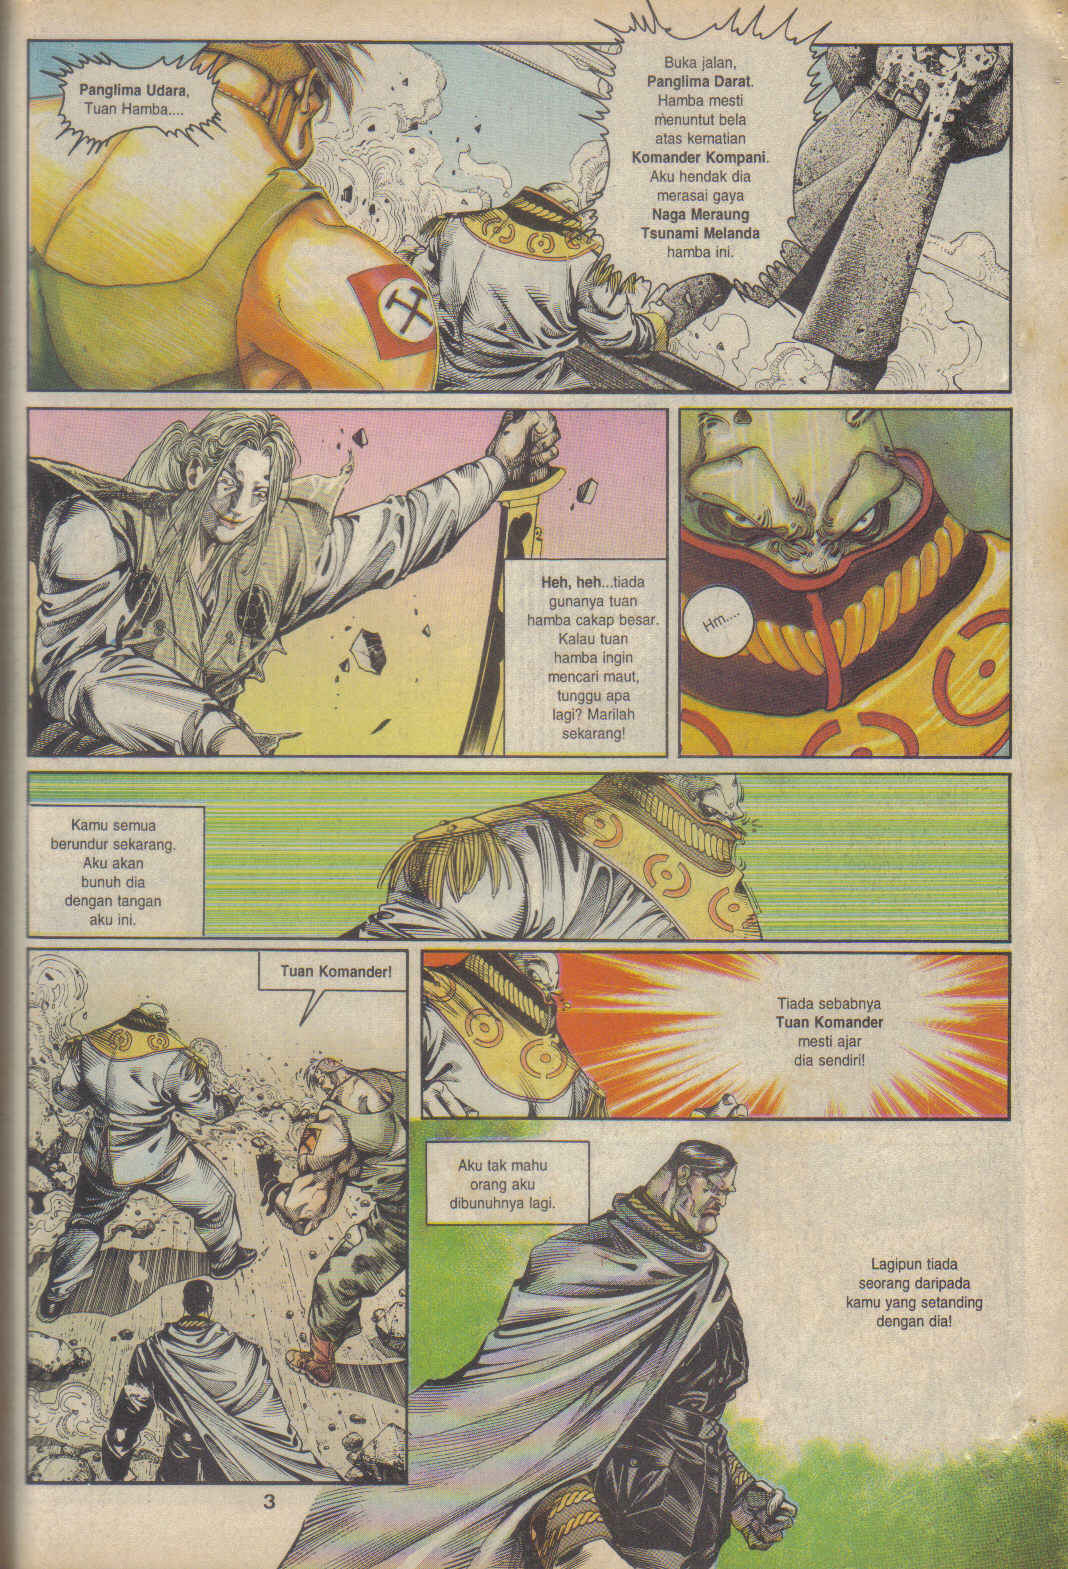 Panglima Udara,
Tuan Hamba....
Buka jalan,
Panglima Darat.
Hamba mesti
menuntut bela
atas kematian
Komander Kompani.
Aku hendak dia
merasai gaya
Naga Meraung
Tsunami Melanda
hamba ini.
Heh, heh...tiada
gunanya tuan
hamba cakap besar.
Kalau tuan
hamba ingin
mencari maut,
tunggu apa
lagi? Marilah
sekarang!
Hm....
Kamu semua
berundur sekarang.
Aku akan
bunuh dia
dengan tangan
aku ini.
Tuan Komander!
Tiada sebabnya
Tuan Komander
mesti ajar
dia sendiri!
Aku tak mahu
orang aku
dibunuhnya lagi.
Lagipun tiada
seorang daripada
kamu yang setanding
dengan dia!
3